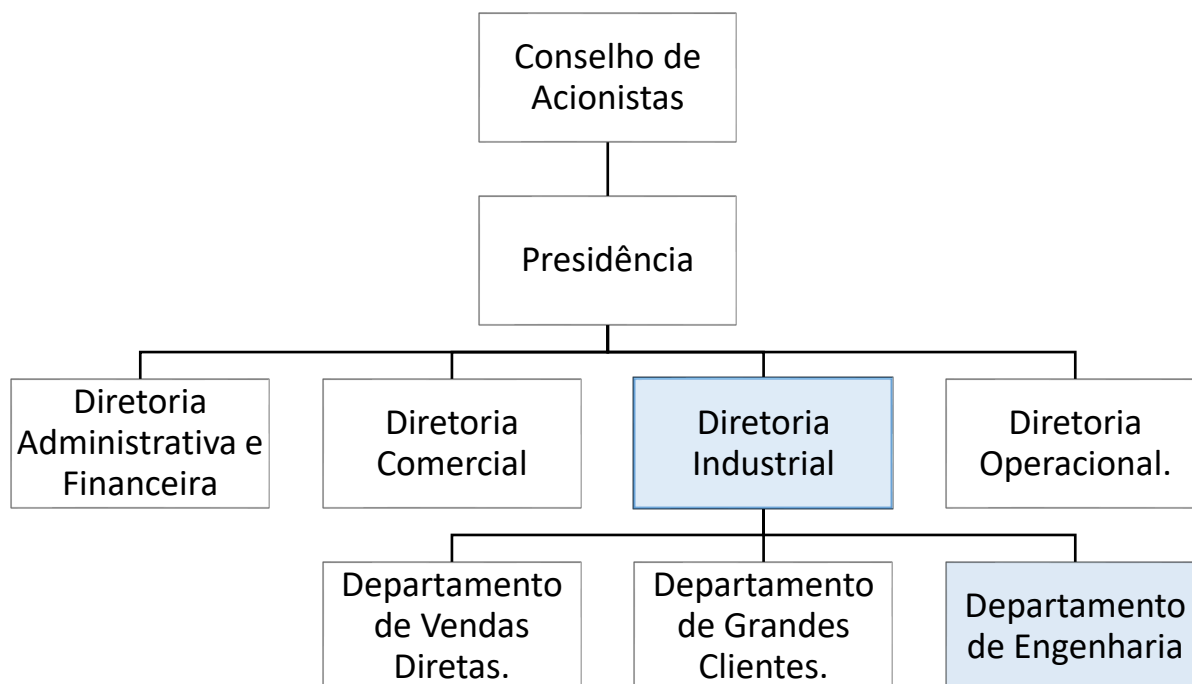 Conselho de
Acionistas
Presidência
Diretoria
Administrativa e
Financeira
Diretoria
Comercial
Diretoria
Industrial
Diretoria
Operacional.
Departamento
de Vendas
Diretas.
Departamento
de Grandes
Clientes.
Departamento
de Engenharia